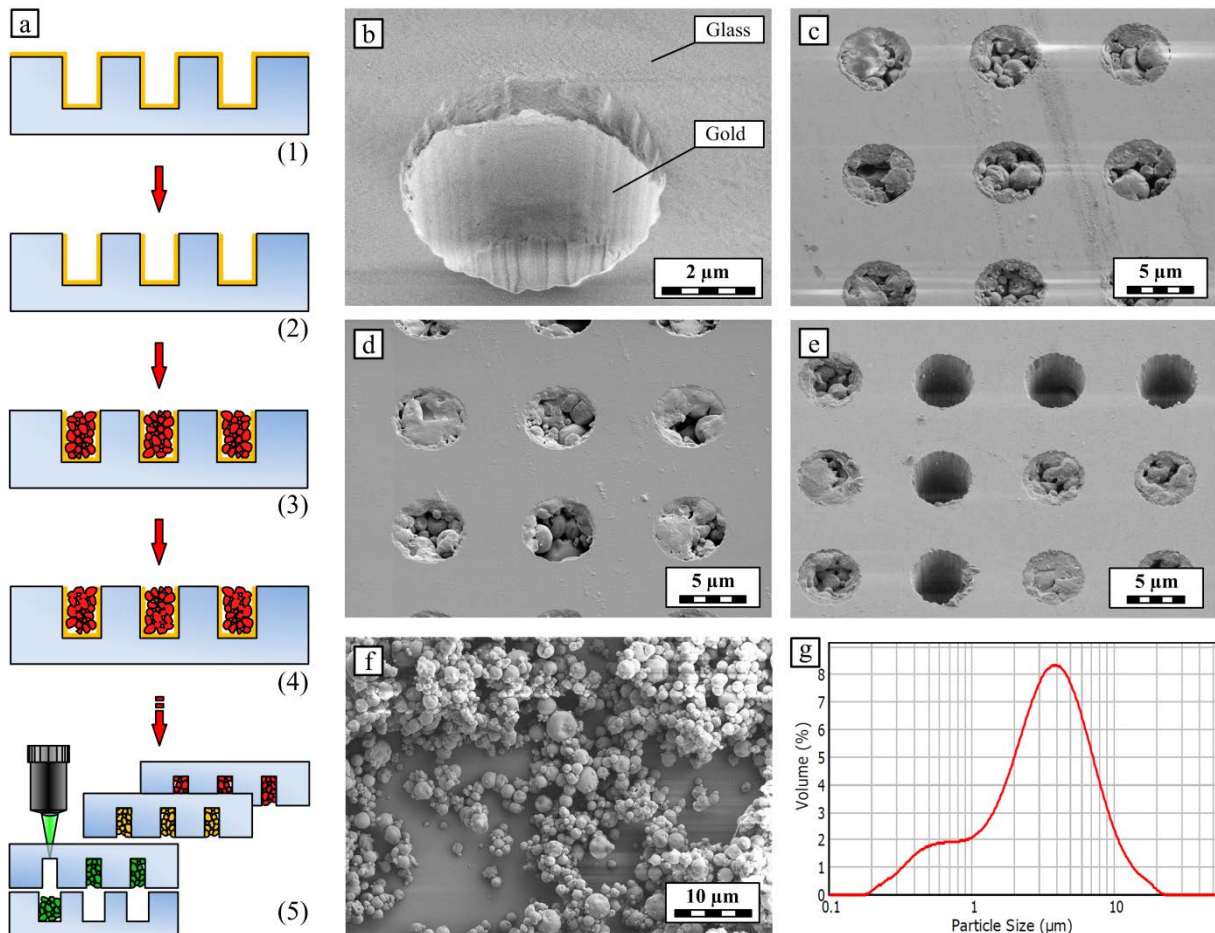 a
(1)
(2)
(3)
(4)
(5)
b
Glass
Gold
2 µm
c
5 µm
d
5 µm
e
5 µm
f
10 µm
g
8
7
6
5
4
3
2
1
0
Volume (%)
0.1
1
10
Particle Size (µm)